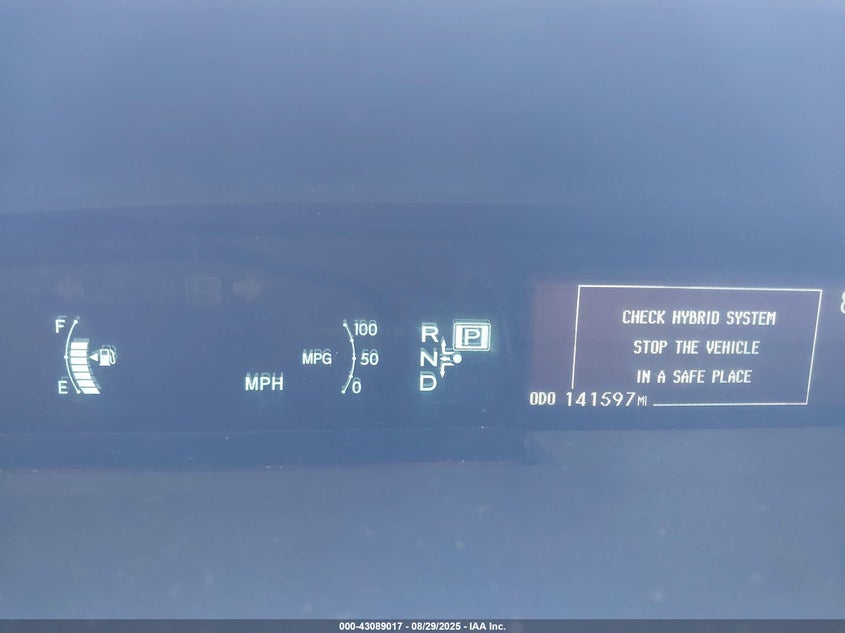 F
E
MPH
MPG
100
50
0
R
N
D
P
CHECK HYBRID SYSTEM
STOP THE VEHICLE
IN A SAFE PLACE
ODO 141597 MI
000-43089017 - 08/29/2025 - IAA Inc.